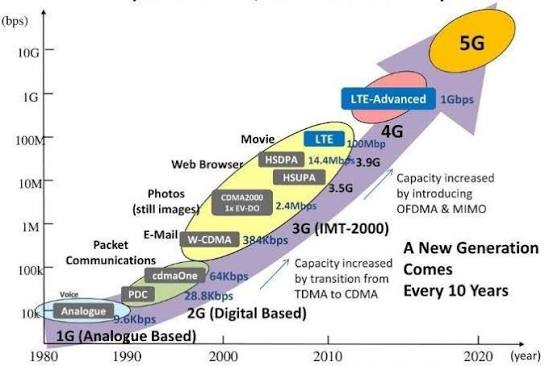 (bps)
10G
1G
100M
10M
1M
100k
10k
5G
LTE-Advanced
1Gbps
4G
Movie
LTE
100Mbp
Web Browser
HSDPA
14.4Mbps
3.9G
HSUPA
3.5G
Photos
(still images)
CDMA2000
1x EV-DO
2.4Mbps
E-Mail
W-CDMA
384Kbps
3G (IMT-2000)
Packet
Communications
cdmaOne
64Kbps
PDC
28.8Kbps
2G (Digital Based)
Voice
Analogue
9.6Kbps
1G (Analogue Based)
Capacity increased
by introducing
OFDMA & MIMO
Capacity increased
by transition from
TDMA to CDMA
A New Generation
Comes
Every 10 Years
1980
1990
2000
2010
2020
(year)